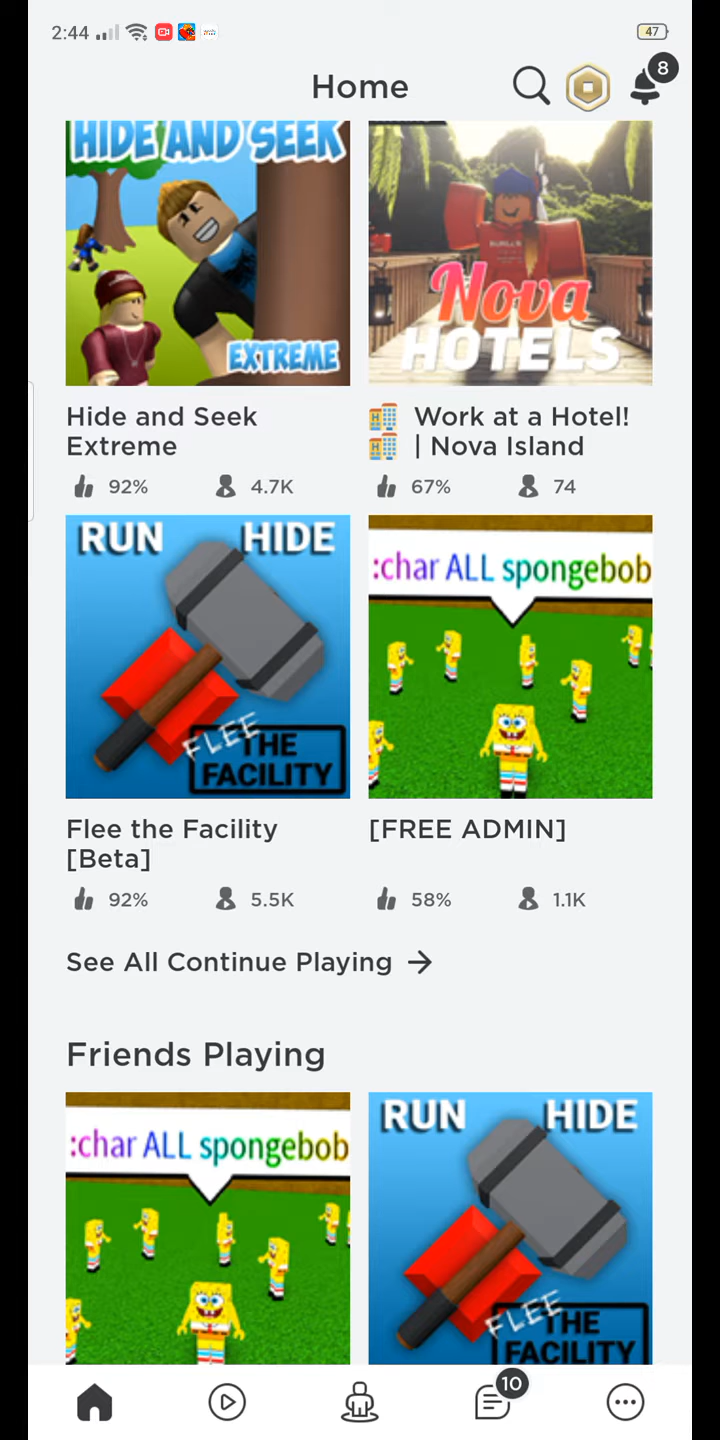 2:44
47
Home
8
HIDE AND SEEK
EXTREME
Nova
HOTELS
Hide and Seek
Extreme
Work at a Hotel!
| Nova Island
92%
4.7K
67%
74
RUN HIDE
FLEE
THE
FACILITY
:char ALL spongebob
Flee the Facility
[Beta]
[FREE ADMIN]
92%
5.5K
58%
1.1K
See All Continue Playing →
Friends Playing
:char ALL spongebob
RUN HIDE
FLEE
THE
FACILITY
10